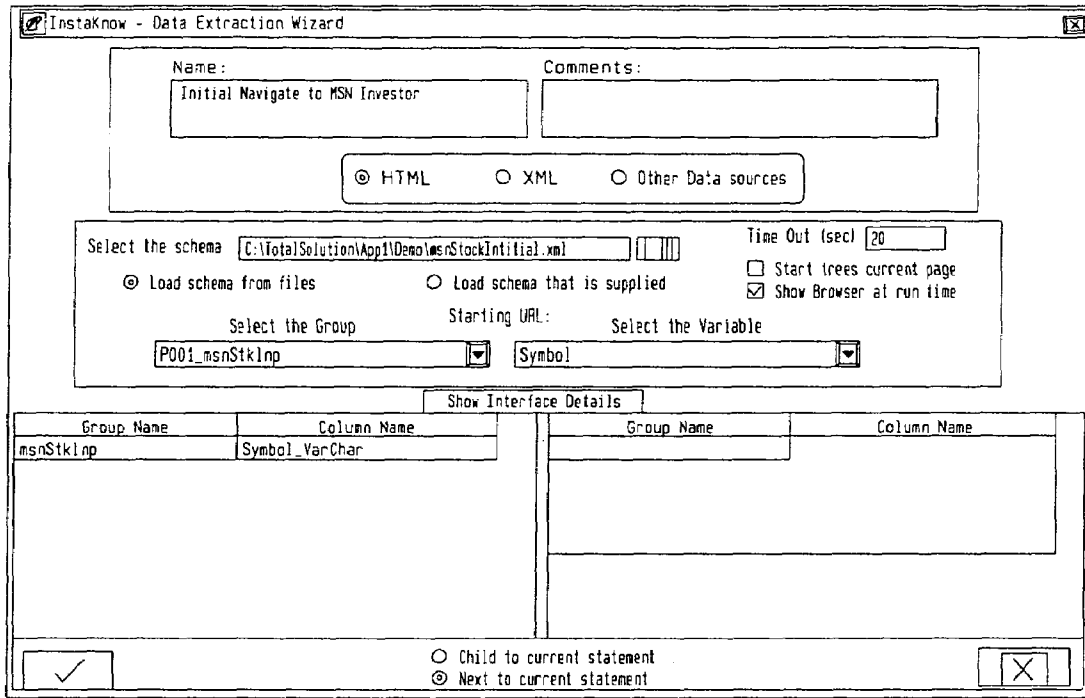 InstaKnow - Data Extraction Wizard
Name:
Comments:
Initial Navigate to MSN Investor
HTML XML Other Data sources
Select the schema C:\TotalSolution\App1\Demo\msnStockIntitial.xml Time Out (sec) 20
Start trees current page
Load schema from files Load schema that is supplied Show Browser at run time
Starting URL:
Select the Group Select the Variable
P001_msnStkInp Symbol
Show Interface Details
Group Name Column Name Group Name Column Name
msnStkInp Symbol_VarChar
Child to current statement
Next to current statement